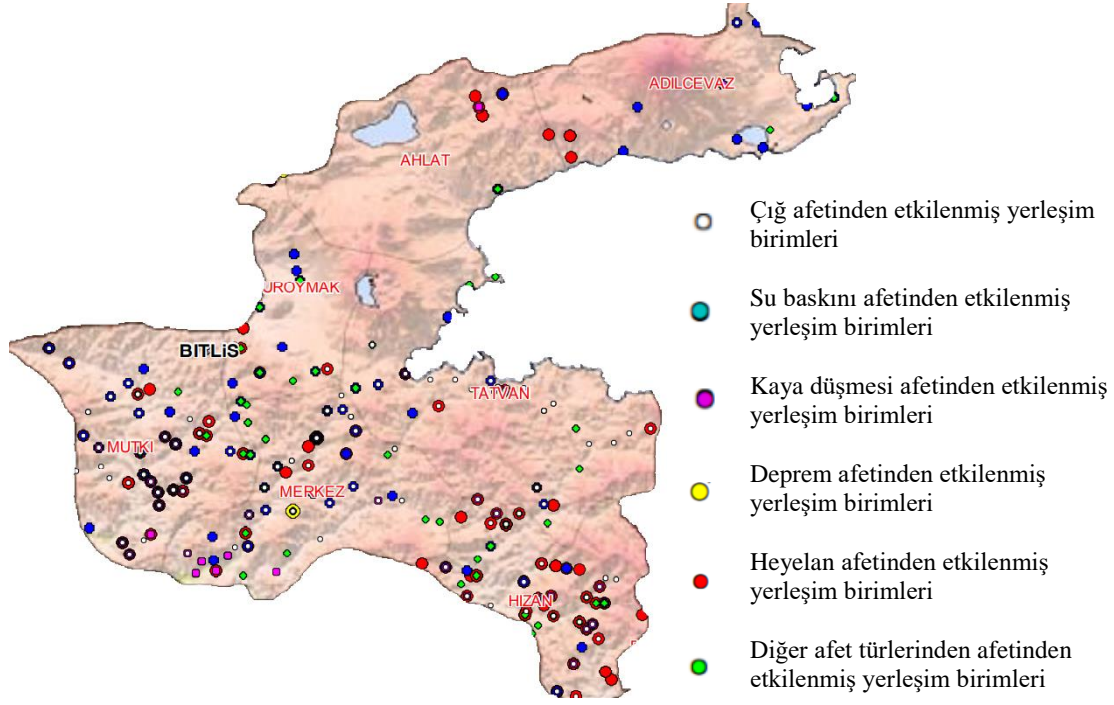 ADILCEVAZ
AHLAT
UROYMAK
BITLiS
TATVAN
MUTKI
MERKEZ
HIZAN
Çığ afetinden etkilenmiş yerleşim
birimleri
Su baskını afetinden etkilenmiş
yerleşim birimleri
Kaya düşmesi afetinden etkilenmiş
yerleşim birimleri
Deprem afetinden etkilenmiş
yerleşim birimleri
Heyelan afetinden etkilenmiş
yerleşim birimleri
Diğer afet türlerinden afetinden
etkilenmiş yerleşim birimleri